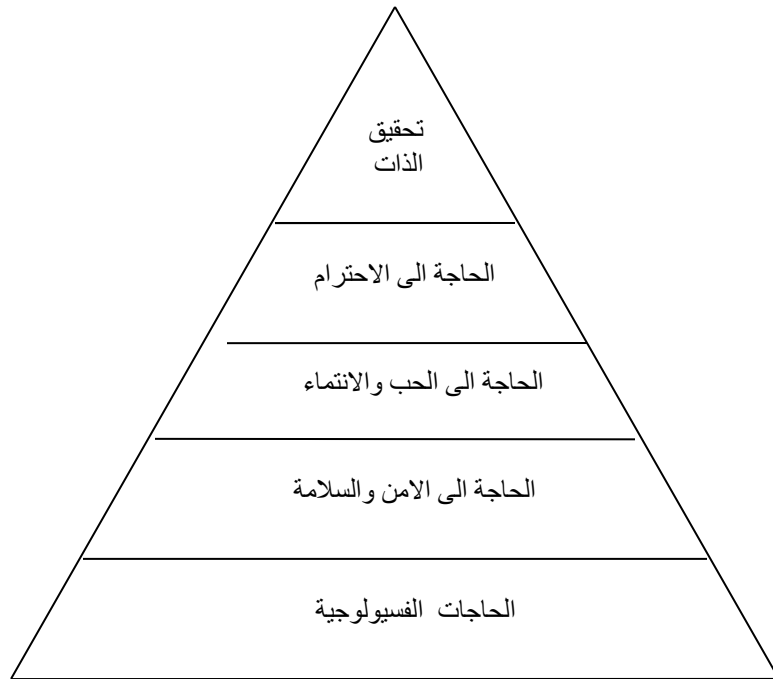 تحقيق
الذات
الحاجة الى الاحترام
الحاجة الى الحب والانتماء
الحاجة الى الامن والسلامة
الحاجات الفسيولوجية